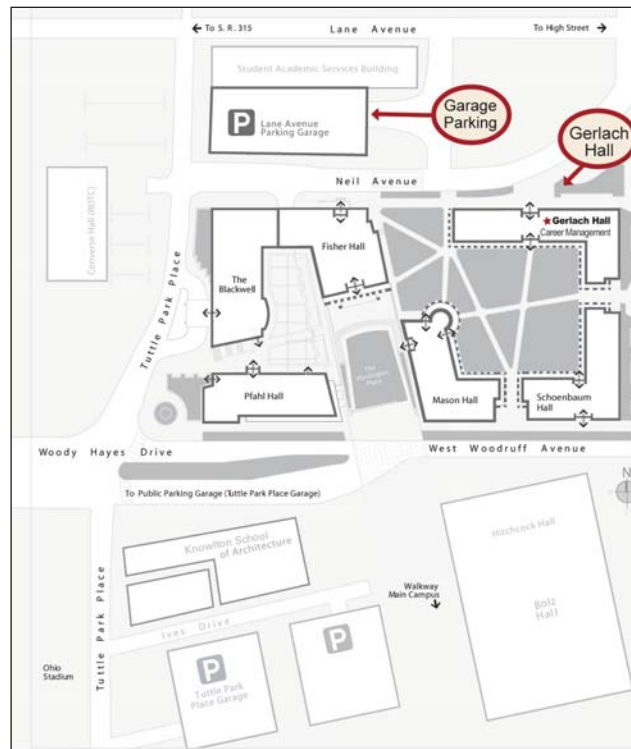 To S. R. 315
Lane Avenue
To High Street
Student Academic Services Building
P
Lane Avenue
Parking Garage
Garage
Parking
Gerlach
Hall
Neil Avenue
Converse Hall (ROTC)
Tuttle Park Place
The
Blackwell
Fisher Hall
Gerlach Hall
Career Management
The
Huntington
Plaza
Pfahl Hall
Mason Hall
Schoenbaum
Hall
Woody Hayes Drive
West Woodruff Avenue
N
To Public Parking Garage (Tuttle Park Place Garage)
Knowlton School
of Architecture
Hitchcock Hall
Tuttle Park Place
Walkway
Main Campus
Bolz
Hall
Ives Drive
P
Ohio
Stadium
P
Tuttle Park
Place Garage